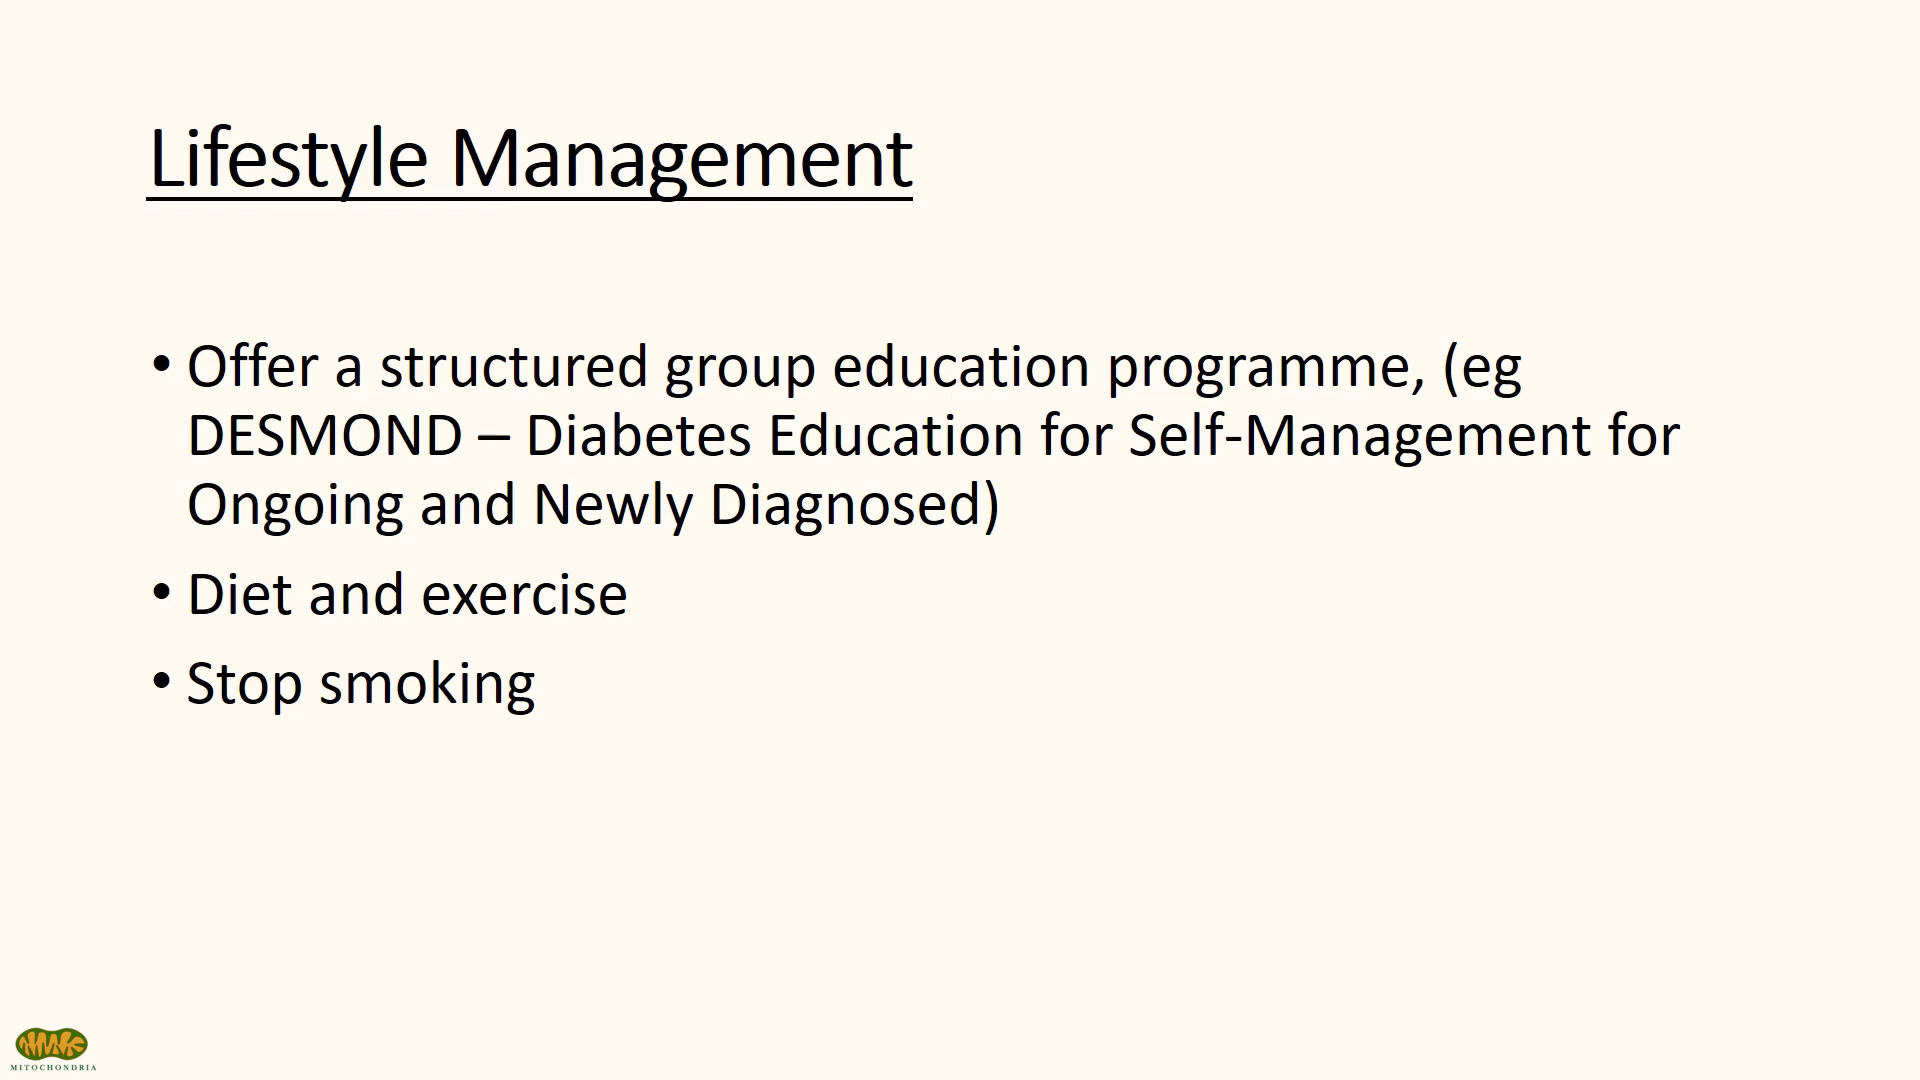 Lifestyle Management
• Offer a structured group education programme, (eg
DESMOND – Diabetes Education for Self-Management for
Ongoing and Newly Diagnosed)
• Diet and exercise
• Stop smoking
MITOCHONDRIA